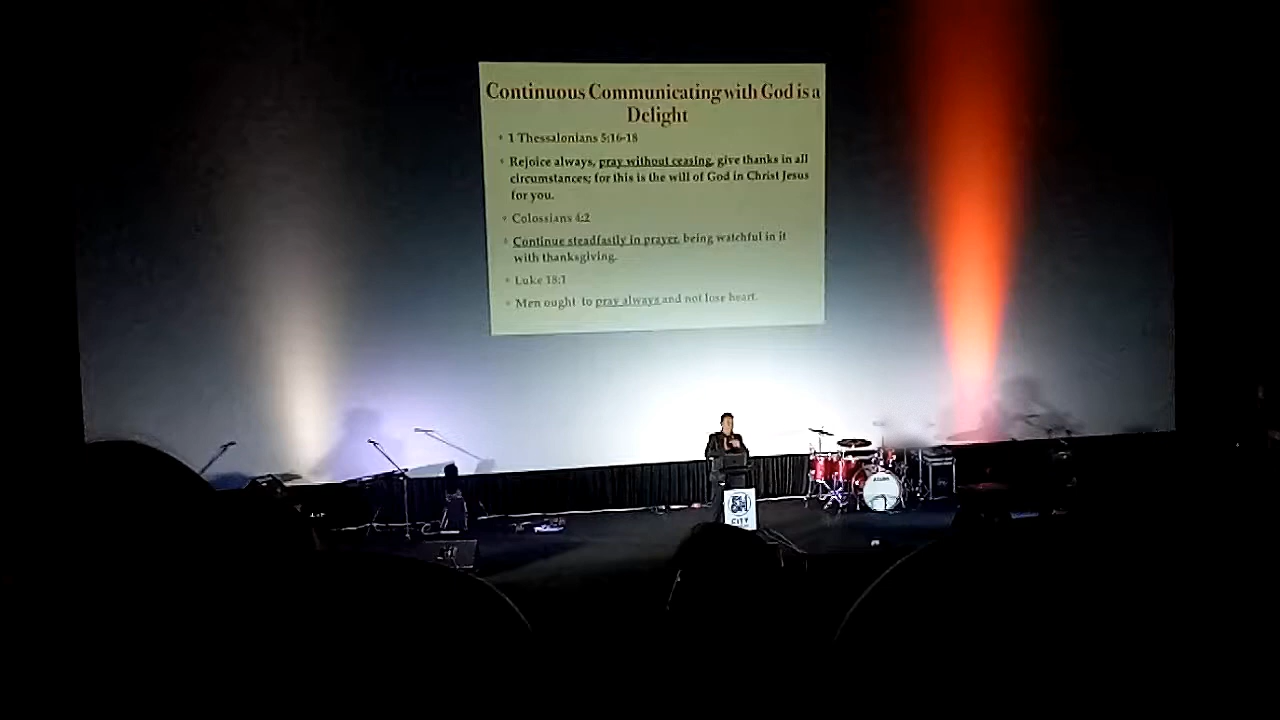 Continuous Communicating with God is a
Delight
1 Thessalonians 5:16-18
Rejoice always, pray without ceasing, give thanks in all
circumstances; for this is the will of God in Christ Jesus
for you.
Colossians 4:2
Continue steadfastly in prayer, being watchful in it
with thanksgiving.
Luke 18:1
Men ought to pray always and not lose heart.
SM
CITY